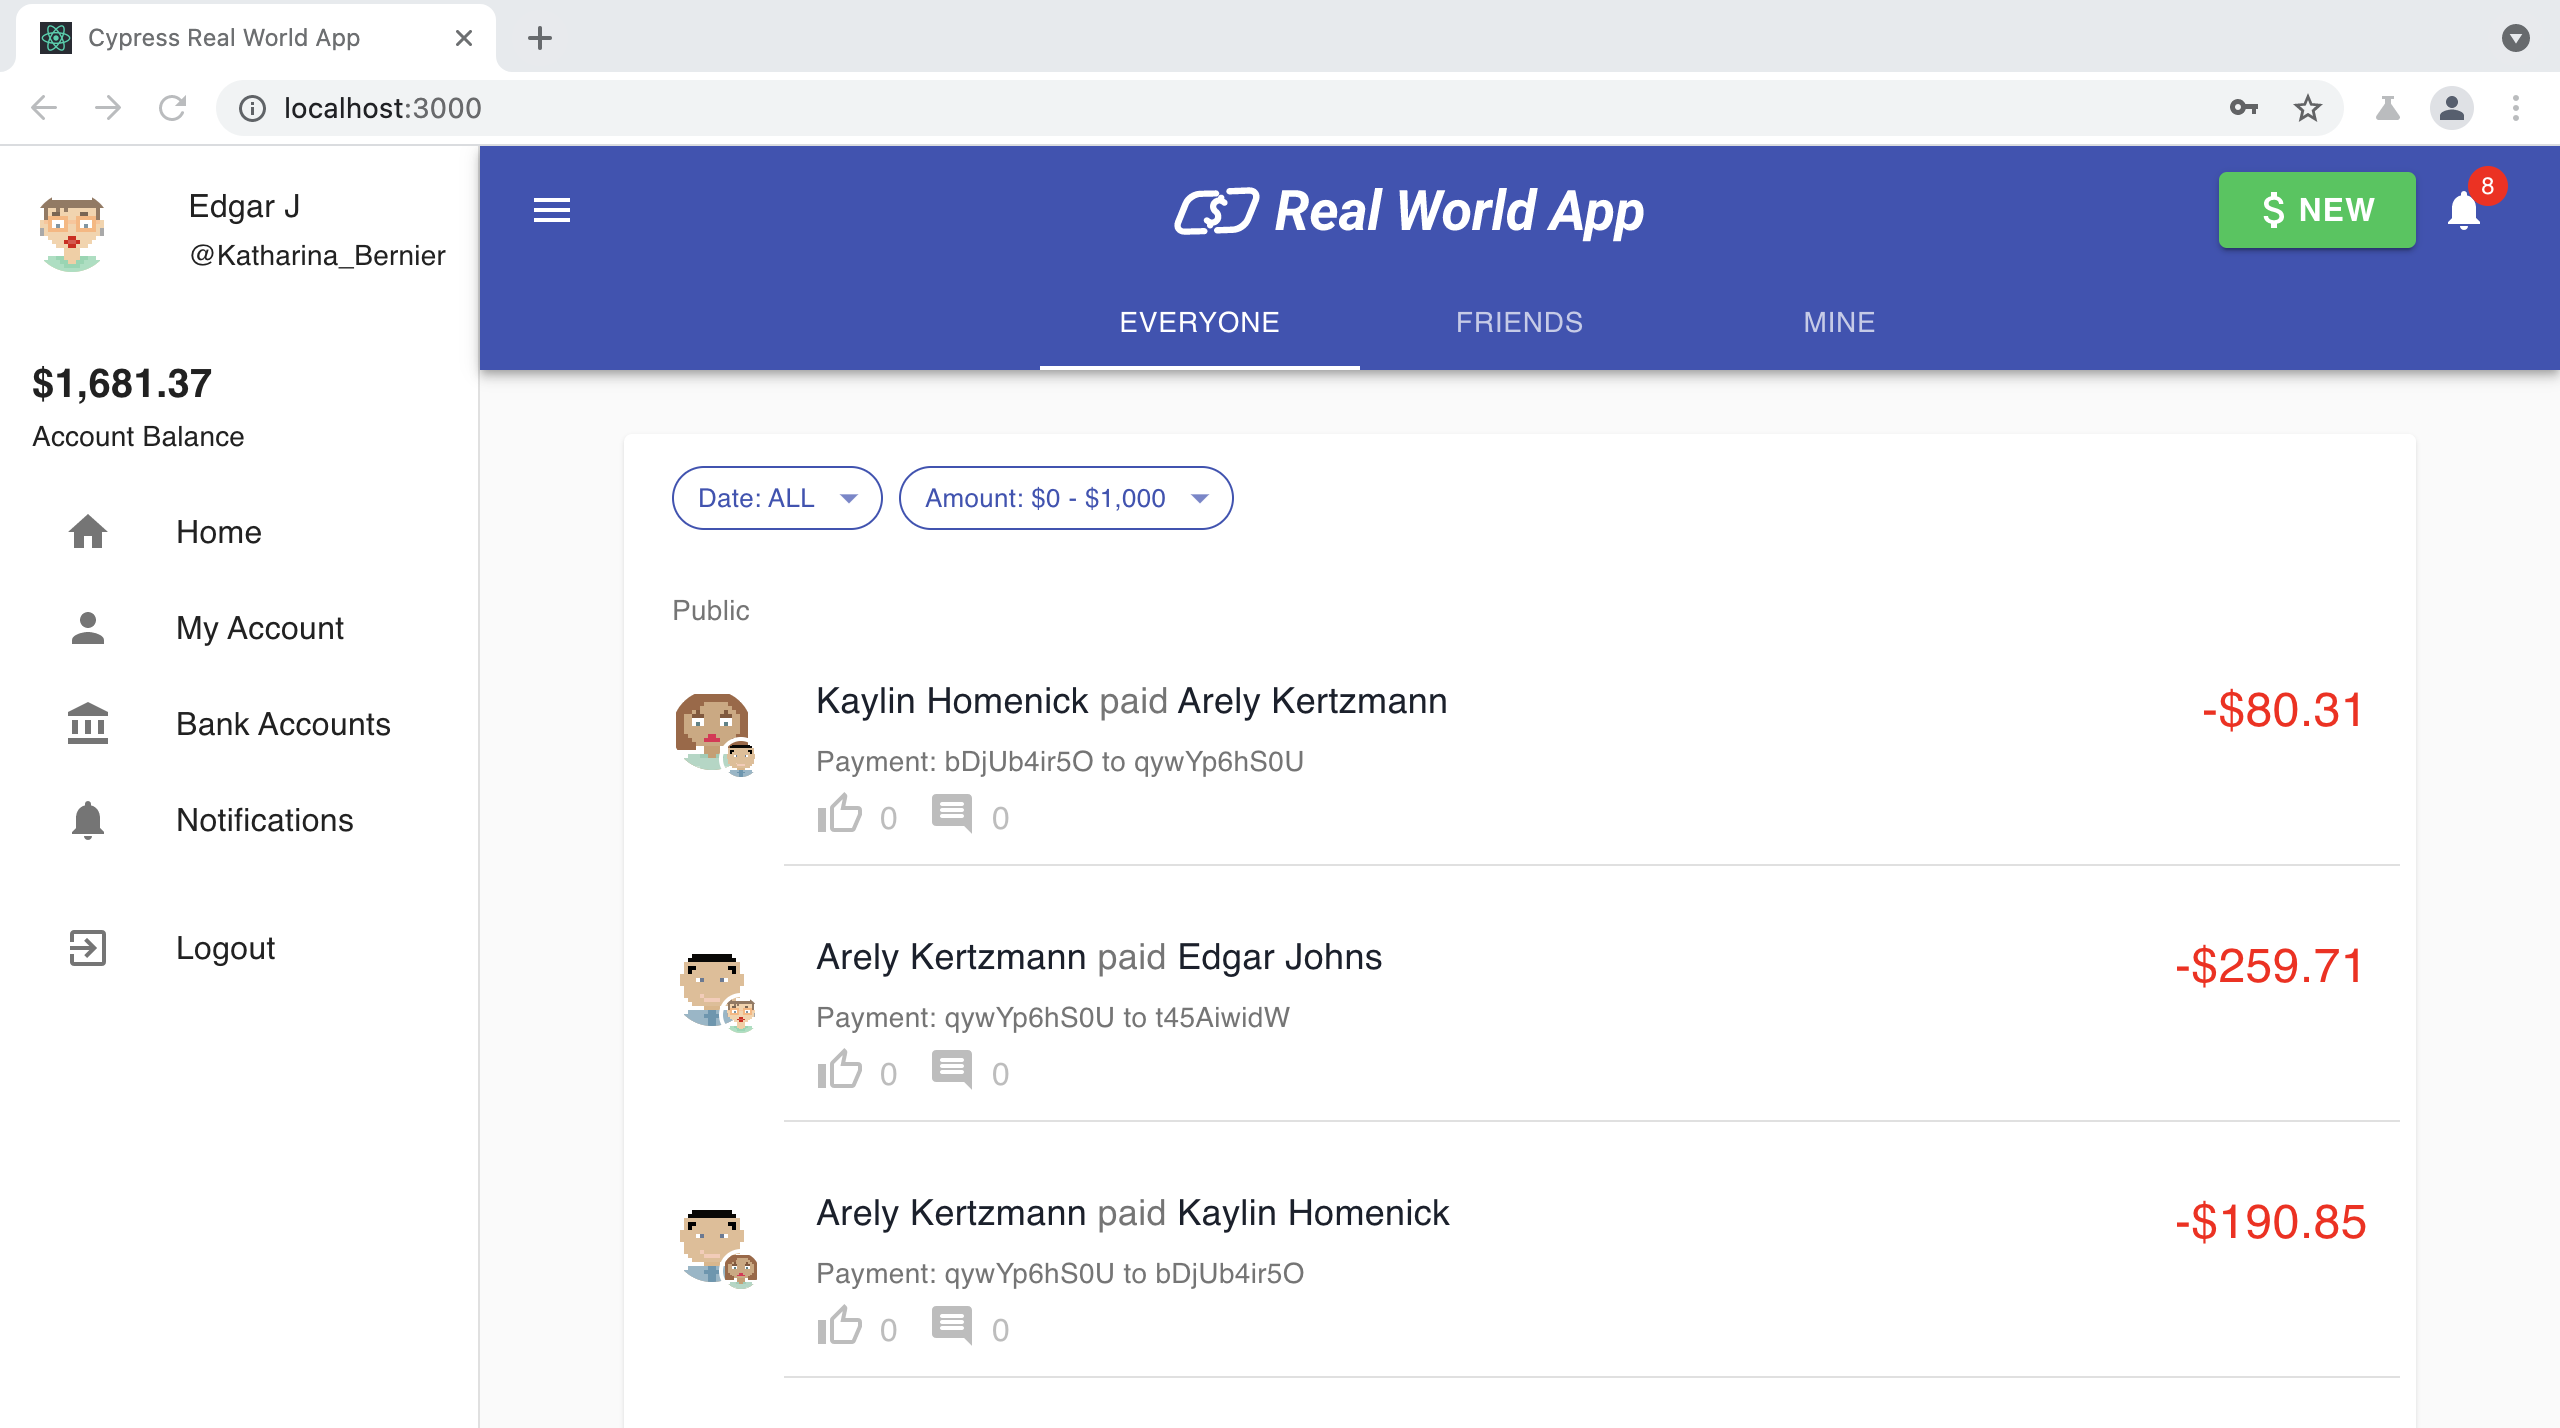 Cypress Real World App
localhost:3000
Edgar J
@Katharina_Bernier
$1,681.37
Account Balance
Home
My Account
Bank Accounts
Notifications
Logout
Real World App
$ NEW
8
EVERYONE
FRIENDS
MINE
Date: ALL
Amount: $0 - $1,000
Public
Kaylin Homenick paid Arely Kertzmann
-$80.31
Payment: bDjUb4ir5O to qywYp6hS0U
0 0
Arely Kertzmann paid Edgar Johns
-$259.71
Payment: qywYp6hS0U to t45AiwidW
0 0
Arely Kertzmann paid Kaylin Homenick
-$190.85
Payment: qywYp6hS0U to bDjUb4ir5O
0 0